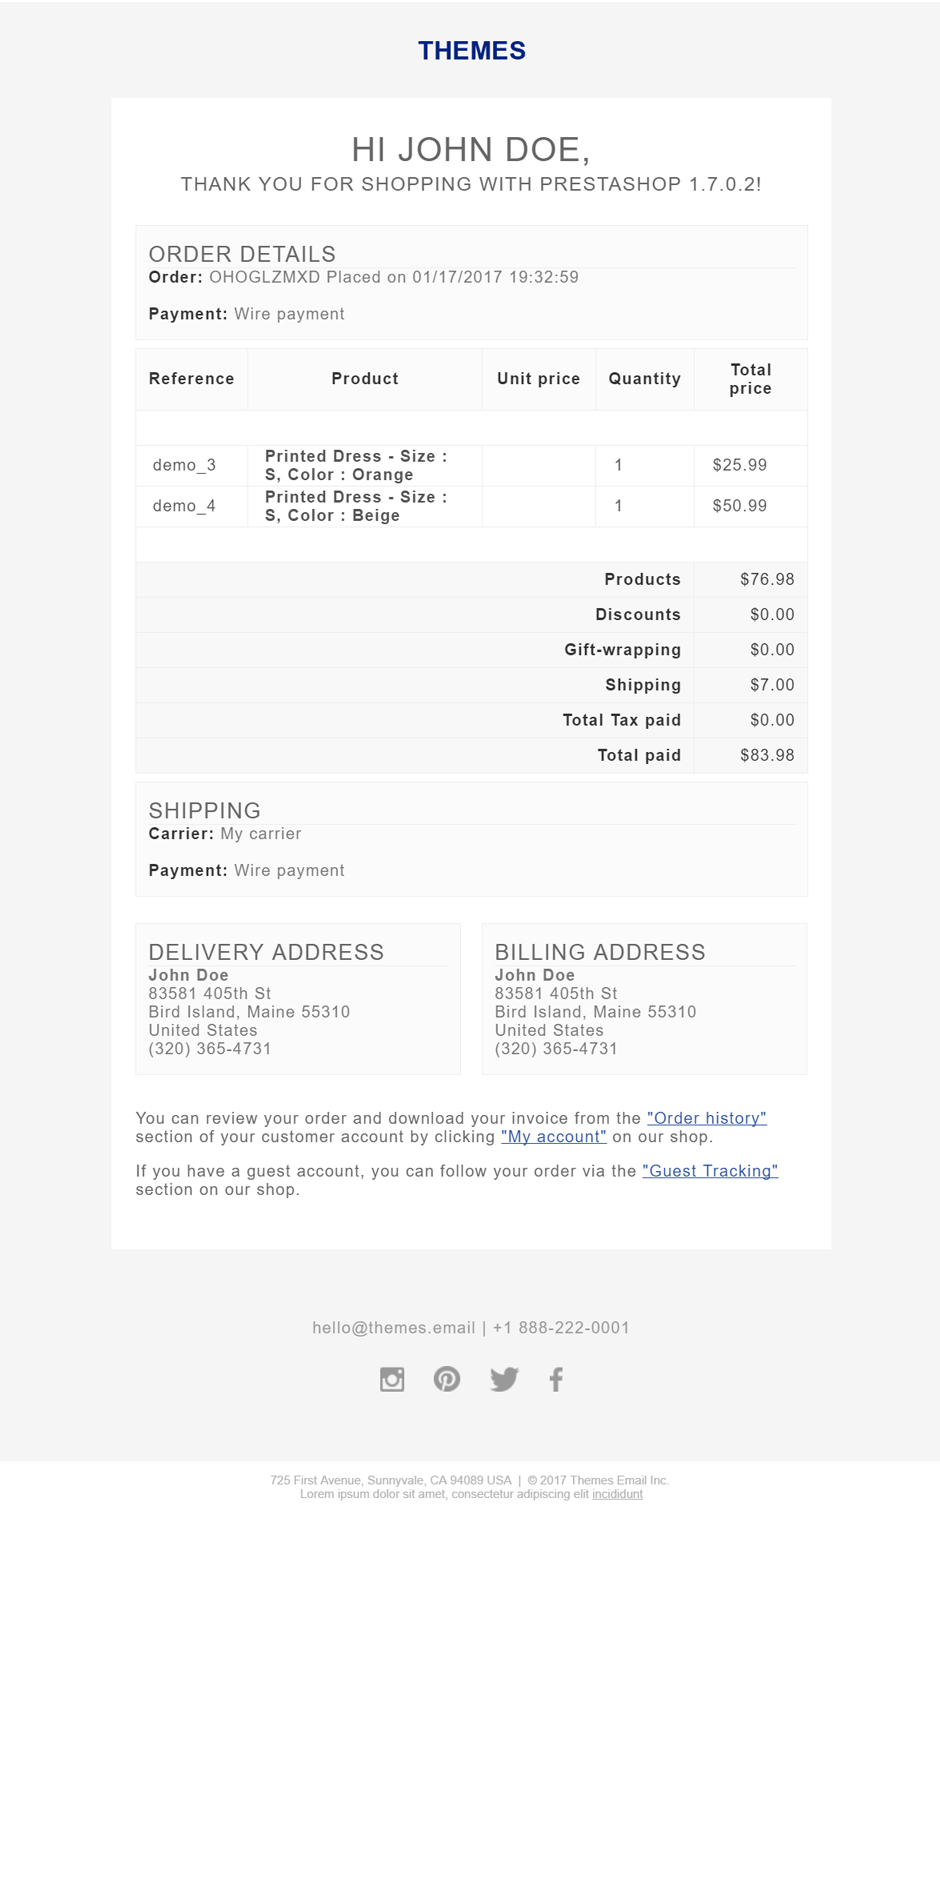 THEMES
HI JOHN DOE,
THANK YOU FOR SHOPPING WITH PRESTASHOP 1.7.0.2!
ORDER DETAILS
Order: OHOGLZMXD Placed on 01/17/2017 19:32:59
Payment: Wire payment
Reference Product Unit price Quantity Total price
demo_3 Printed Dress - Size : S, Color : Orange 1 $25.99
demo_4 Printed Dress - Size : S, Color : Beige 1 $50.99
Products $76.98
Discounts $0.00
Gift-wrapping $0.00
Shipping $7.00
Total Tax paid $0.00
Total paid $83.98
SHIPPING
Carrier: My carrier
Payment: Wire payment
DELIVERY ADDRESS
John Doe
83581 405th St
Bird Island, Maine 55310
United States
(320) 365-4731
BILLING ADDRESS
John Doe
83581 405th St
Bird Island, Maine 55310
United States
(320) 365-4731
You can review your order and download your invoice from the "Order history"
section of your customer account by clicking "My account" on our shop.
If you have a guest account, you can follow your order via the "Guest Tracking"
section on our shop.
hello@themes.email | +1 888-222-0001
725 First Avenue, Sunnyvale, CA 94089 USA | © 2017 Themes Email Inc.
Lorem ipsum dolor sit amet, consectetur adipiscing elit incididunt